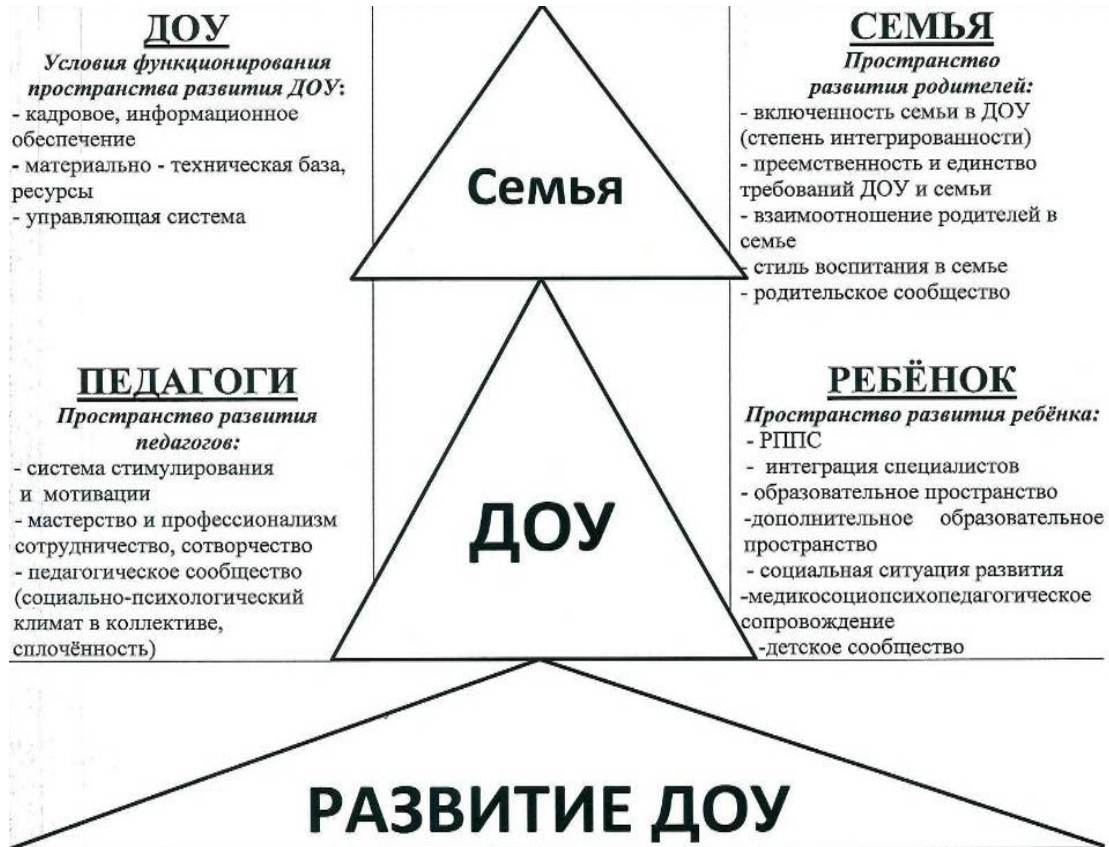 ДОУ
Условия функционирования
пространства развития ДОУ:
- кадровое, информационное
обеспечение
- материально - техническая база,
ресурсы
- управляющая система
СЕМЬЯ
Пространство
развития родителей:
- включенность семьи в ДОУ
(степень интегрированности)
- преемственность и единство
требований ДОУ и семьи
- взаимоотношение родителей в
семье
- стиль воспитания в семье
- родительское сообщество
Семья
ПЕДАГОГИ
Пространство развития
педагогов:
- система стимулирования
и мотивации
- мастерство и профессионализм
сотрудничество, сотворчество
- педагогическое сообщество
(социально-психологический
климат в коллективе,
сплочённость)
РЕБЁНОК
Пространство развития ребёнка:
- РППС
- интеграция специалистов
- образовательное пространство
-дополнительное образовательное
пространство
- социальная ситуация развития
-медикосоциопсихопедагогическое
сопровождение
-детское сообщество
ДОУ
РАЗВИТИЕ ДОУ